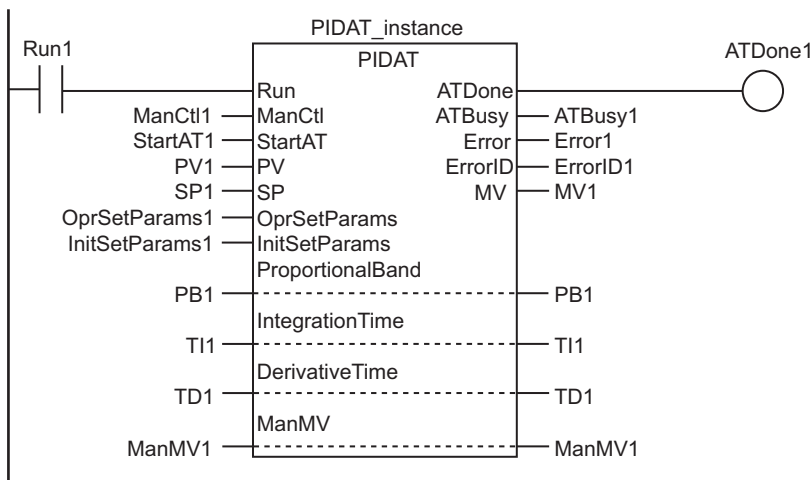 PIDAT_instance
Run1
PIDAT
ATDone1
Run ATDone
ManCtl1 ManCtl ATBusy ATBusy1
StartAT1 StartAT Error Error1
PV1 PV ErrorID ErrorID1
SP1 SP MV MV1
OprSetParams1 OprSetParams
InitSetParams1 InitSetParams
ProportionalBand
PB1 PB1
IntegrationTime
TI1 TI1
DerivativeTime
TD1 TD1
ManMV
ManMV1 ManMV1